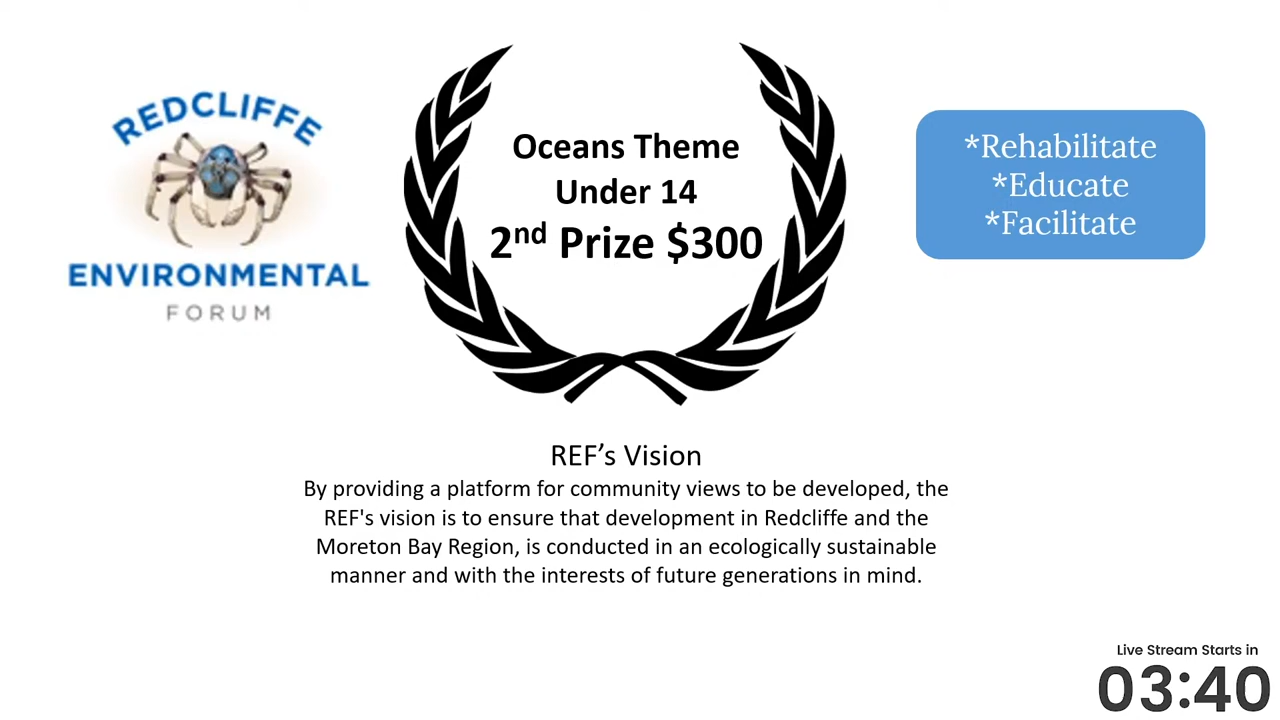 REDCLIFFE
ENVIRONMENTAL
FORUM
Oceans Theme
Under 14
2nd Prize $300
*Rehabilitate
*Educate
*Facilitate
REF’s Vision
By providing a platform for community views to be developed, the
REF's vision is to ensure that development in Redcliffe and the
Moreton Bay Region, is conducted in an ecologically sustainable
manner and with the interests of future generations in mind.
Live Stream Starts in
03:40